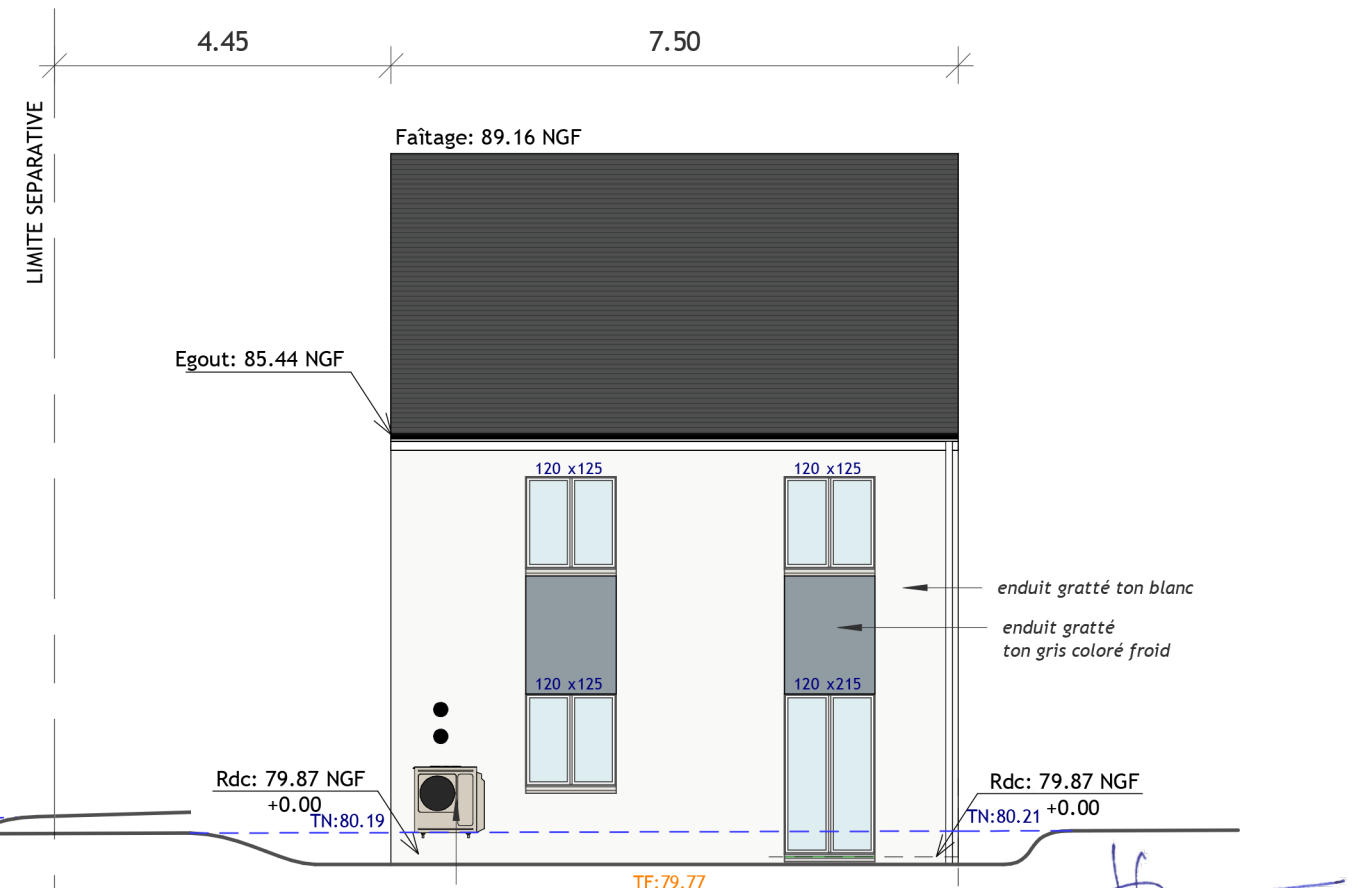 4.45
7.50
LIMITE SEPARATIVE
Faîtage: 89.16 NGF
Egout: 85.44 NGF
120 x125
120 x125
enduit gratté ton blanc
enduit gratté
ton gris coloré froid
120 x125
120 x215
Rdc: 79.87 NGF
+0.00
TN:80.19
Rdc: 79.87 NGF
+0.00
TN:80.21
TF:79.77